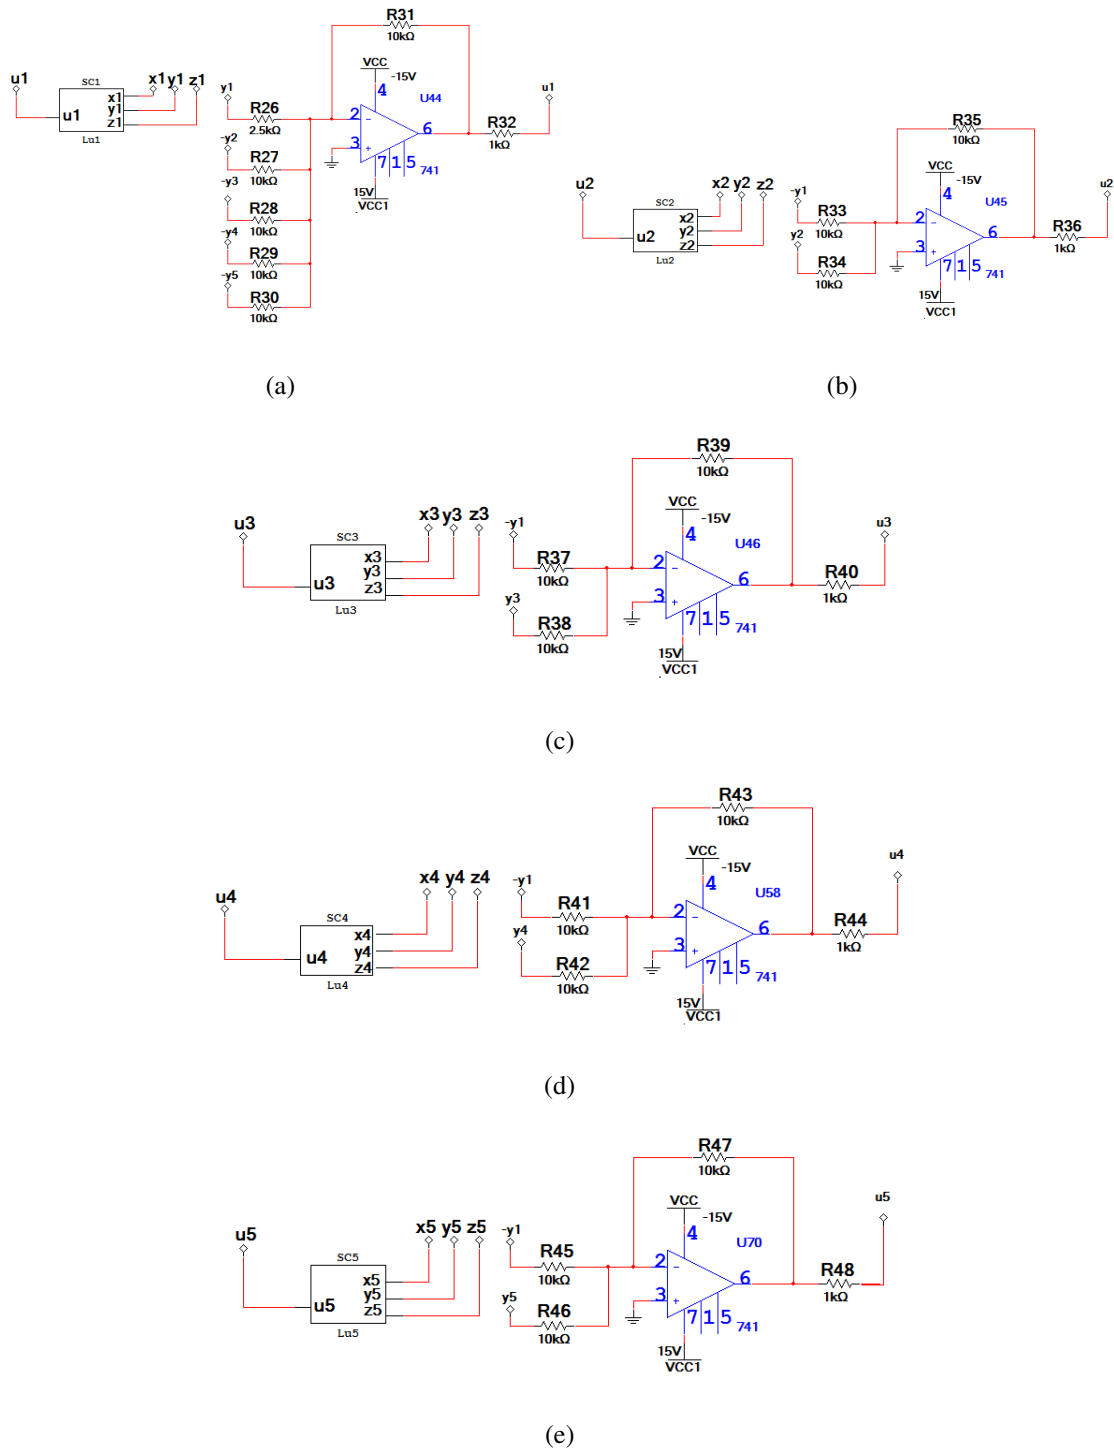 R31
10kΩ
VCC
-15V
u1
SC1
x1 y1 z1
y1
4
U44
u1
x1
y1
z1
u1
Lu1
R26
2.5kΩ
2
3
6
R32
1kΩ
-y2
R27
10kΩ
7 1 5
741
-y3
15V
VCC1
R28
10kΩ
-y4
R29
10kΩ
-y5
R30
10kΩ
(a)
R35
10kΩ
VCC
-15V
u2
SC2
x2 y2 z2
-y1
4
U45
u2
x2
y2
z2
u2
Lu2
R33
10kΩ
2
3
6
R36
1kΩ
y2
R34
10kΩ
7 1 5
741
15V
VCC1
(b)
R39
10kΩ
VCC
-15V
u3
SC3
x3 y3 z3
-y1
4
U46
u3
x3
y3
z3
u3
Lu3
R37
10kΩ
2
3
6
R40
1kΩ
y3
R38
10kΩ
7 1 5
741
15V
VCC1
(c)
R43
10kΩ
VCC
-15V
u4
SC4
x4 y4 z4
-y1
4
U58
u4
x4
y4
z4
u4
Lu4
R41
10kΩ
2
3
6
R44
1kΩ
y4
R42
10kΩ
7 1 5
741
15V
VCC1
(d)
R47
10kΩ
VCC
-15V
u5
SC5
x5 y5 z5
-y1
4
U70
u5
x5
y5
z5
u5
Lu5
R45
10kΩ
2
3
6
R48
1kΩ
y5
R46
10kΩ
7 1 5
741
15V
VCC1
(e)